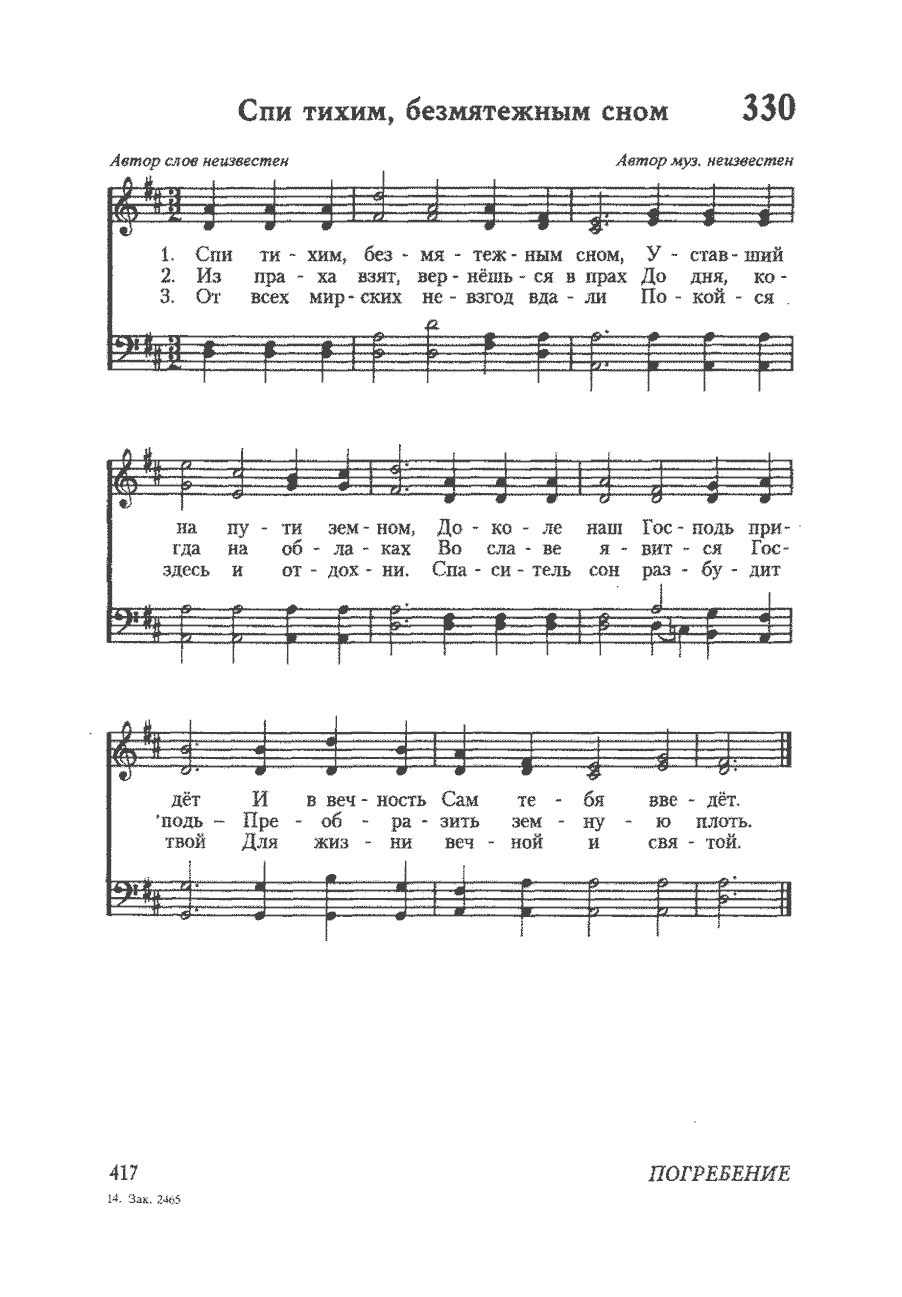 Спи тихим, безмятежным сном 330
Автор слов неизвестен Автор муз. неизвестен
1. Спи ти - хим, без - мя - теж - ным сном, У - став - ший
2. Из пра - ха взят, вер - нёшь - ся в прах До дня, ко -
3. От всех мир - ских не - взгод вда - ли По - кой - ся
на пу - ти зем - ном, До - ко - ле наш Гос - подь при-
гда на об - ла - ках Во сла - ве я - вит - ся Гос-
здесь и от - дох - ни. Спа - си - тель сон раз - бу - дит
дёт И в веч - ность Сам те - бя вве - дёт.
подь – Пре - об - ра - зить зем - ну - ю плоть.
твой Для жиз - ни веч - ной и свя - той.
417 ПОГРЕБЕНИЕ
14. Зак. 2465